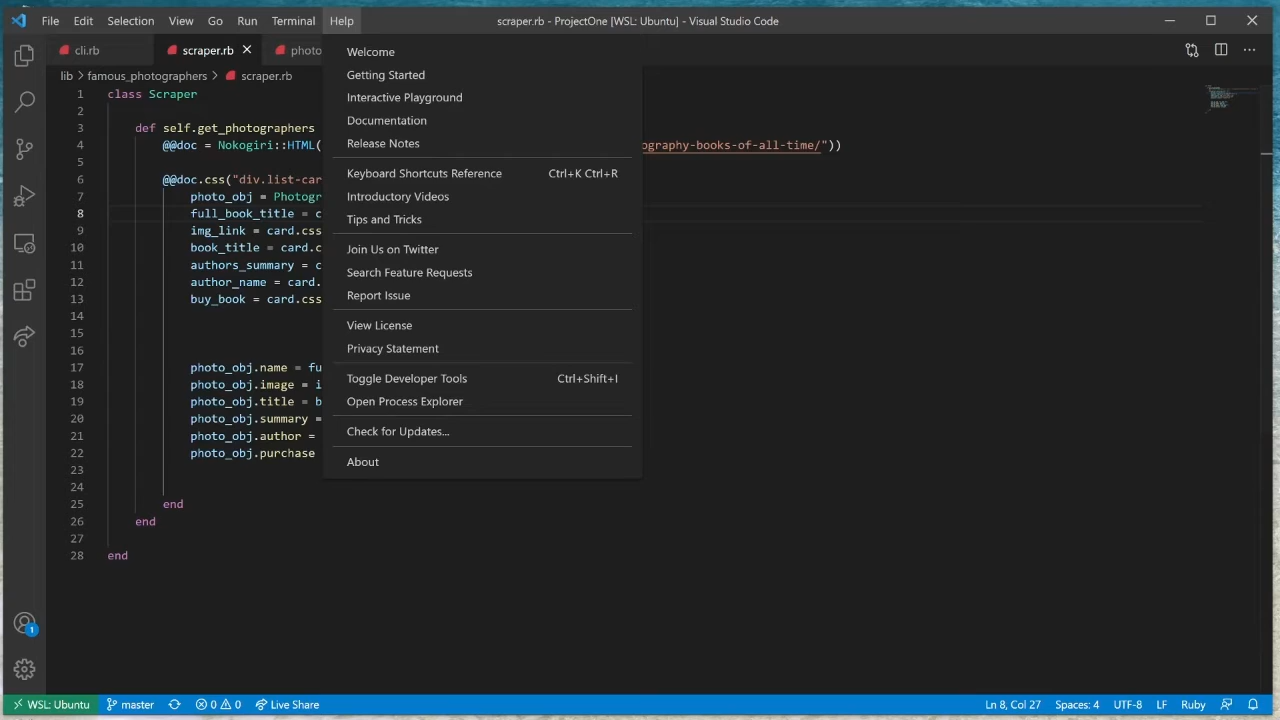 File Edit Selection View Go Run Terminal Help scraper.rb - ProjectOne [WSL: Ubuntu] - Visual Studio Code
cli.rb scraper.rb photo
lib > famous_photographers > scraper.rb
Welcome
Getting Started
Interactive Playground
Documentation
Release Notes
Keyboard Shortcuts Reference Ctrl+K Ctrl+R
Introductory Videos
Tips and Tricks
Join Us on Twitter
Search Feature Requests
Report Issue
View License
Privacy Statement
Toggle Developer Tools Ctrl+Shift+I
Open Process Explorer
Check for Updates...
About
1 class Scraper
2
3 def self.get_photographers
4 @@doc = Nokogiri::HTML( ography-books-of-all-time/"))
5
6 @@doc.css("div.list-car
7 photo_obj = Photogr
8 full_book_title = c
9 img_link = card.css
10 book_title = card.c
11 authors_summary = c
12 author_name = card.
13 buy_book = card.css
14
15
16
17 photo_obj.name = fu
18 photo_obj.image = i
19 photo_obj.title = b
20 photo_obj.summary =
21 photo_obj.author =
22 photo_obj.purchase
23
24
25 end
26 end
27
28 end
1
WSL: Ubuntu master 0 0 Live Share Ln 8, Col 27 Spaces: 4 UTF-8 LF Ruby